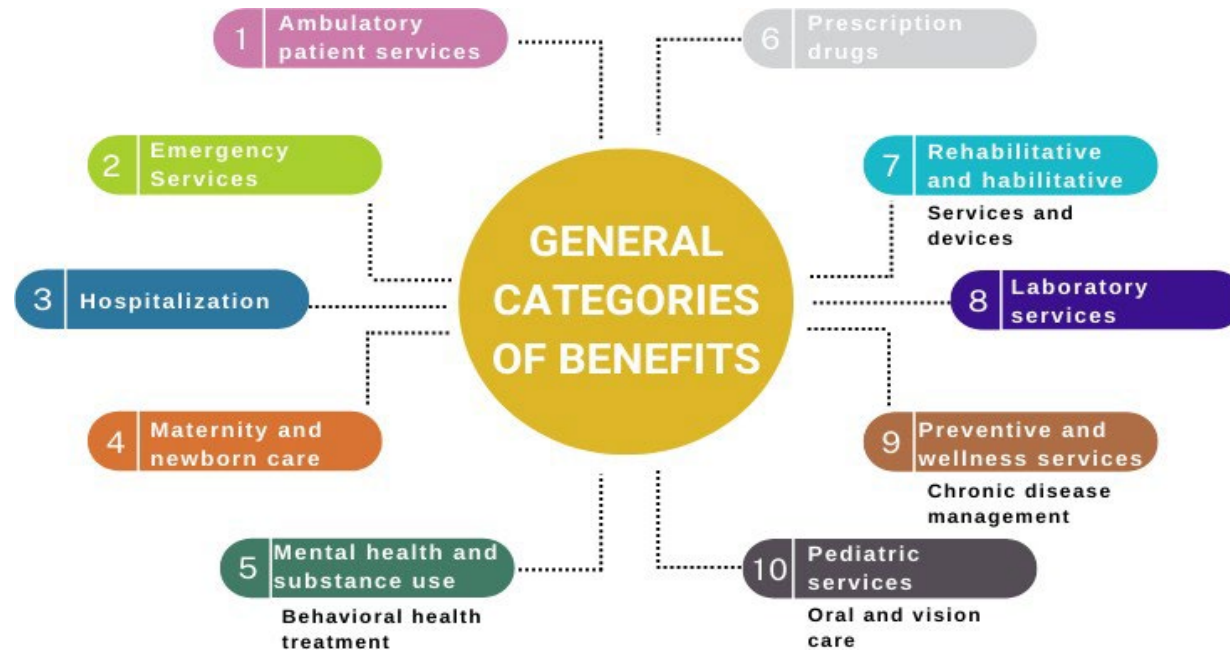 1 Ambulatory
patient services
2 Emergency
Services
3 Hospitalization
4 Maternity and
newborn care
5 Mental health and
substance use
Behavioral health
treatment
GENERAL
CATEGORIES
OF BENEFITS
6 Prescription
drugs
7 Rehabilitative
and habilitative
Services and
devices
8 Laboratory
services
9 Preventive and
wellness services
Chronic disease
management
10 Pediatric
services
Oral and vision
care